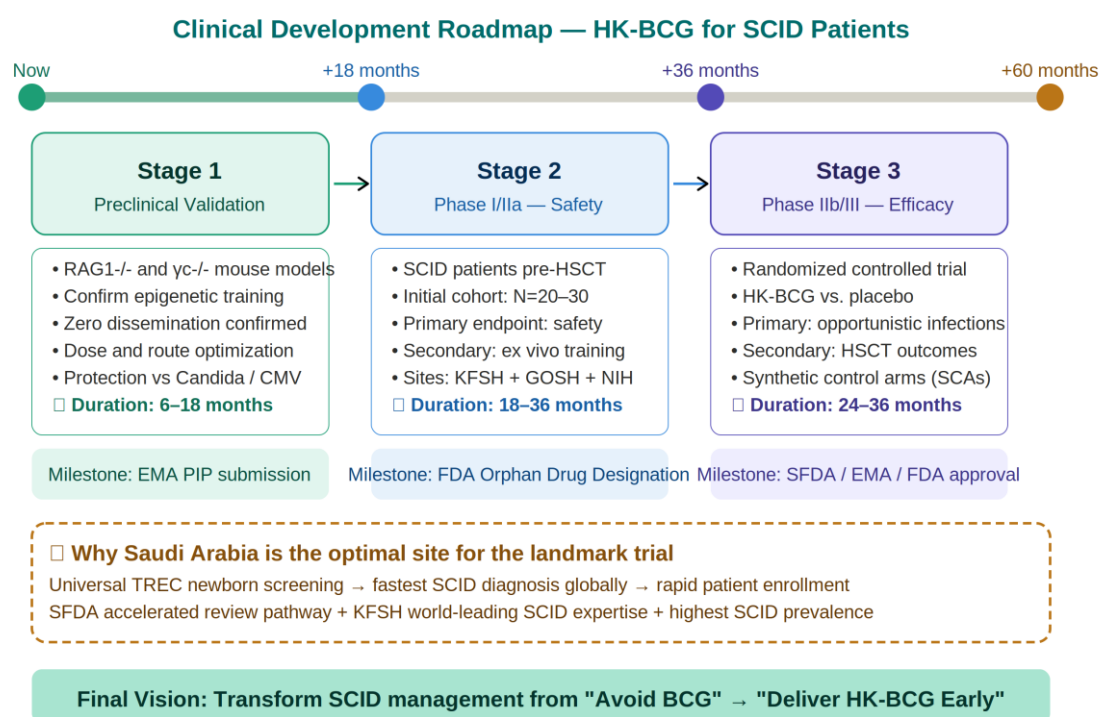 Clinical Development Roadmap — HK-BCG for SCID Patients
Now
+18 months
+36 months
+60 months
Stage 1
Preclinical Validation
Stage 2
Phase I/IIa — Safety
Stage 3
Phase IIb/III — Efficacy
• RAG1-/- and γc-/- mouse models
• Confirm epigenetic training
• Zero dissemination confirmed
• Dose and route optimization
• Protection vs Candida / CMV
▯ Duration: 6–18 months
• SCID patients pre-HSCT
• Initial cohort: N=20–30
• Primary endpoint: safety
• Secondary: ex vivo training
• Sites: KFSH + GOSH + NIH
▯ Duration: 18–36 months
• Randomized controlled trial
• HK-BCG vs. placebo
• Primary: opportunistic infections
• Secondary: HSCT outcomes
• Synthetic control arms (SCAs)
▯ Duration: 24–36 months
Milestone: EMA PIP submission
Milestone: FDA Orphan Drug Designation
Milestone: SFDA / EMA / FDA approval
▯ Why Saudi Arabia is the optimal site for the landmark trial
Universal TREC newborn screening → fastest SCID diagnosis globally → rapid patient enrollment
SFDA accelerated review pathway + KFSH world-leading SCID expertise + highest SCID prevalence
Final Vision: Transform SCID management from "Avoid BCG" → "Deliver HK-BCG Early"